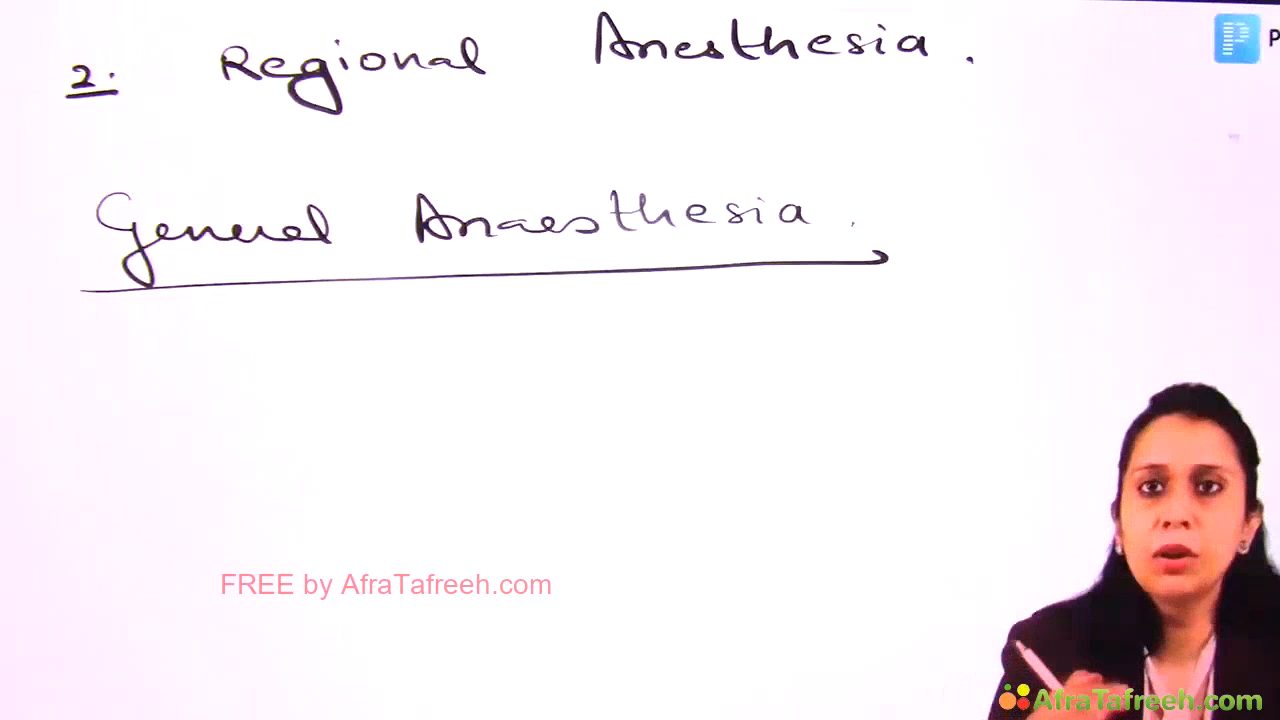 2. Regional Anesthesia.
P
General Anaesthesia.
FREE by AfraTafreeh.com
AfraTafreeh.com